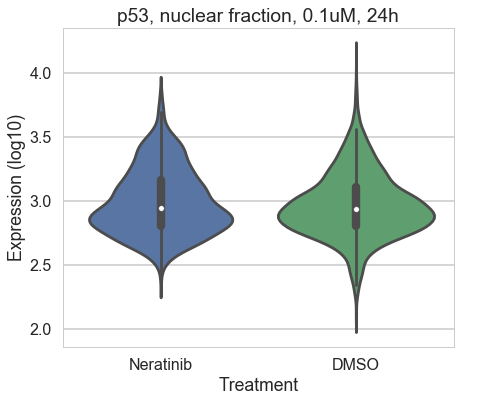 p53, nuclear fraction, 0.1uM, 24h
Expression (log10)
4.0
3.5
3.0
2.5
2.0
Neratinib DMSO
Treatment